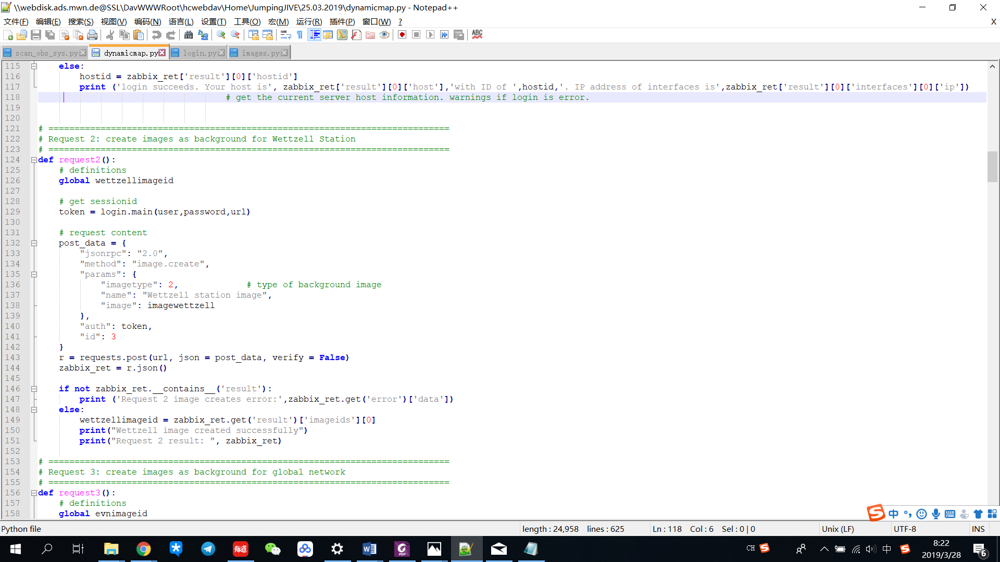 \\webdisk.ads.mwn.de@SSL\DavWWWRoot\hcwebdav\Home\JumpingJIVE\25.03.2019\dynamicmap.py - Notepad++
文件(F) 编辑(E) 搜索(S) 视图(V) 编码(N) 语言(L) 设置(T) 工具(O) 宏(M) 运行(R) 插件(P) 窗口(W) ? X
ABC
scan_obs_sys.py dynamicmap.py login.py images.py
115 else:
116 hostid = zabbix_ret['result'][0]['hostid']
117 print ('login succeeds. Your host is', zabbix_ret['result'][0]['host'],'with ID of ',hostid,'. IP address of interfaces is',zabbix_ret['result'][0]['interfaces'][0]['ip'])
118 # get the current server host information. warnings if login is error.
119
120
121 # =============================================================================
122 # Request 2: create images as background for Wettzell Station
123 # =============================================================================
124 def request2():
125 # definitions
126 global wettzellimageid
127
128 # get sessionid
129 token = login.main(user,password,url)
130
131 # request content
132 post_data = {
133 "jsonrpc": "2.0",
134 "method": "image.create",
135 "params": {
136 "imagetype": 2, # type of background image
137 "name": "Wettzell station image",
138 "image": imagewettzell
139 },
140 "auth": token,
141 "id": 3
142 }
143 r = requests.post(url, json = post_data, verify = False)
144 zabbix_ret = r.json()
145
146 if not zabbix_ret.__contains__('result'):
147 print ('Request 2 image creates error:',zabbix_ret.get('error')['data'])
148 else:
149 wettzellimageid = zabbix_ret.get('result')['imageids'][0]
150 print("Wettzell image created successfully")
151 print("Request 2 result: ", zabbix_ret)
152
153 # =============================================================================
154 # Request 3: create images as background for global network
155 # =============================================================================
156 def request3():
157 # definitions
158 global evnimageid
S 中
Python file length : 24,958 lines : 625 Ln : 118 Col : 6 Sel : 0 | 0 Unix (LF) UTF-8 INS
有道 W PDF CH S 中 S 8:22
2019/3/28 6